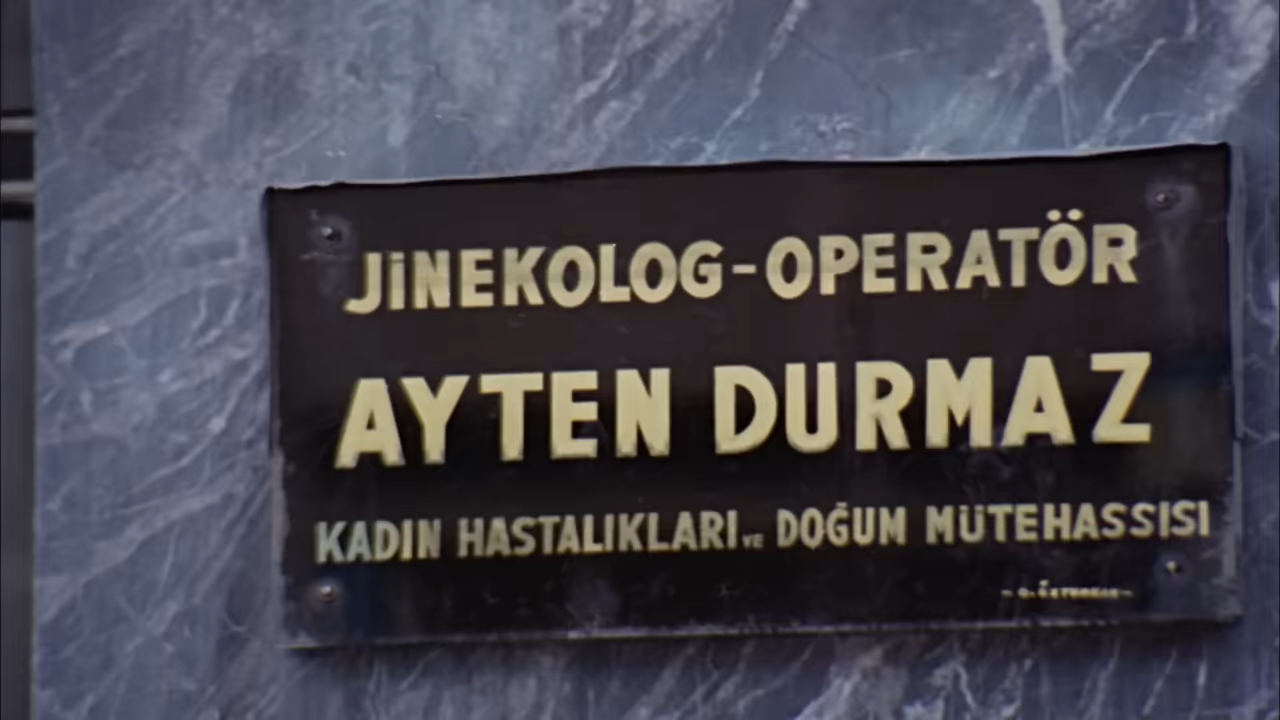 JİNEKOLOG-OPERATÖR
AYTEN DURMAZ
KADIN HASTALIKLARI VE DOĞUM MÜTEHASSISI